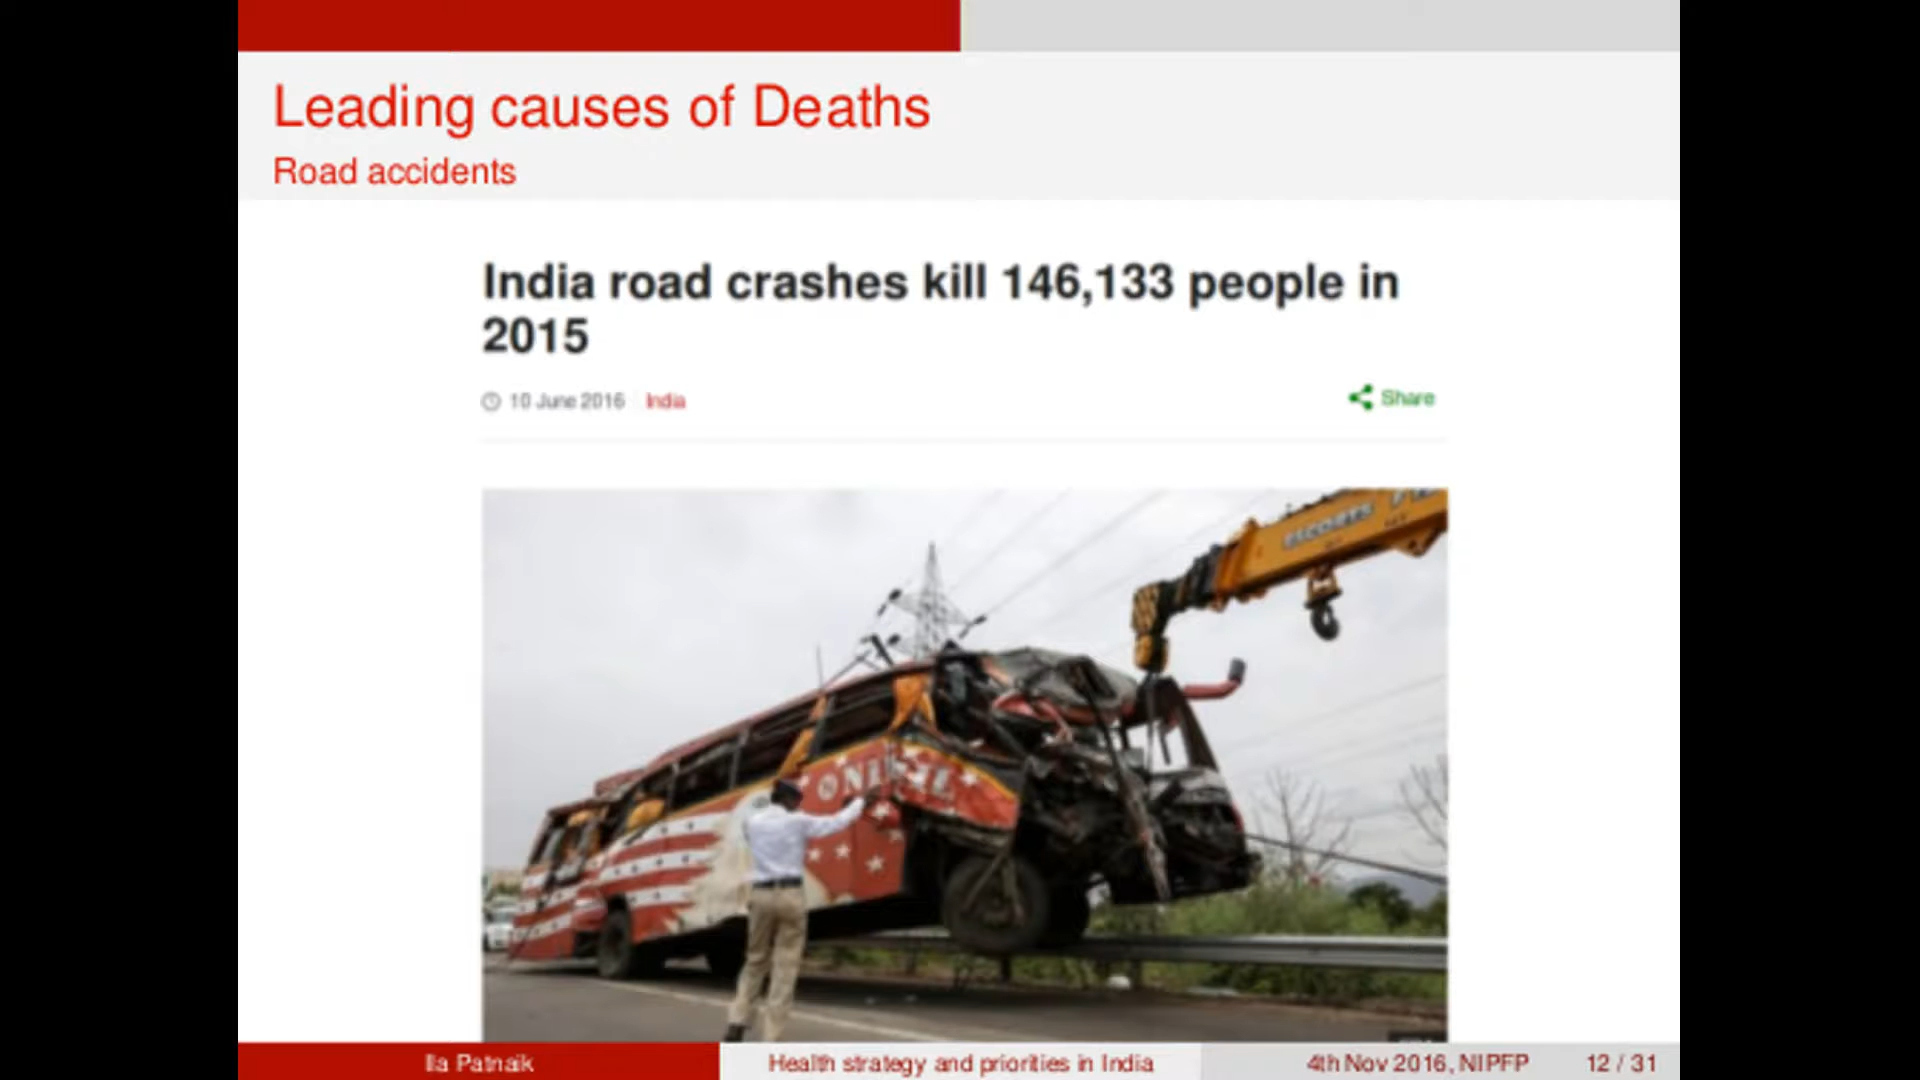 Leading causes of Deaths
Road accidents
India road crashes kill 146,133 people in
2015
10 June 2016 India
Share
ESCORTS
Ila Patnaik
Health strategy and priorities in India
4th Nov 2016, NIPFP
12 / 31